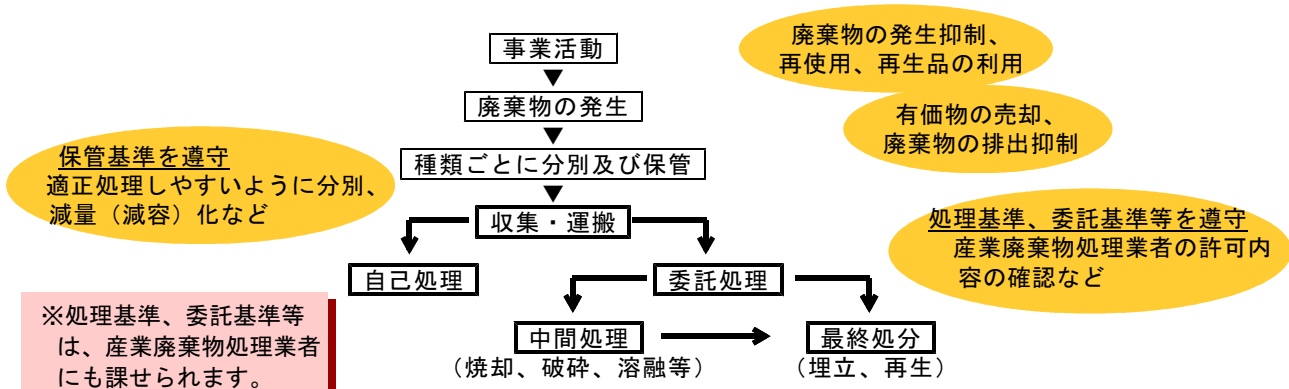 事業活動
▼
廃棄物の発生
▼
種類ごとに分別及び保管
▼
収集・運搬
自己処理
委託処理
中間処理
(焼却、破砕、溶融等)
最終処分
(埋立、再生)
廃棄物の発生抑制、
再使用、再生品の利用
有価物の売却、
廃棄物の排出抑制
保管基準を遵守
適正処理しやすいように分別、
減量（減容）化など
処理基準、委託基準等を遵守
産業廃棄物処理業者の許可内
容の確認など
※処理基準、委託基準等
は、産業廃棄物処理業者
にも課せられます。